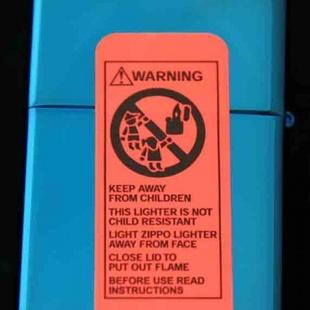 WARNING
KEEP AWAY
FROM CHILDREN
THIS LIGHTER IS NOT
CHILD RESISTANT
LIGHT ZIPPO LIGHTER
AWAY FROM FACE
CLOSE LID TO
PUT OUT FLAME
BEFORE USE READ
INSTRUCTIONS